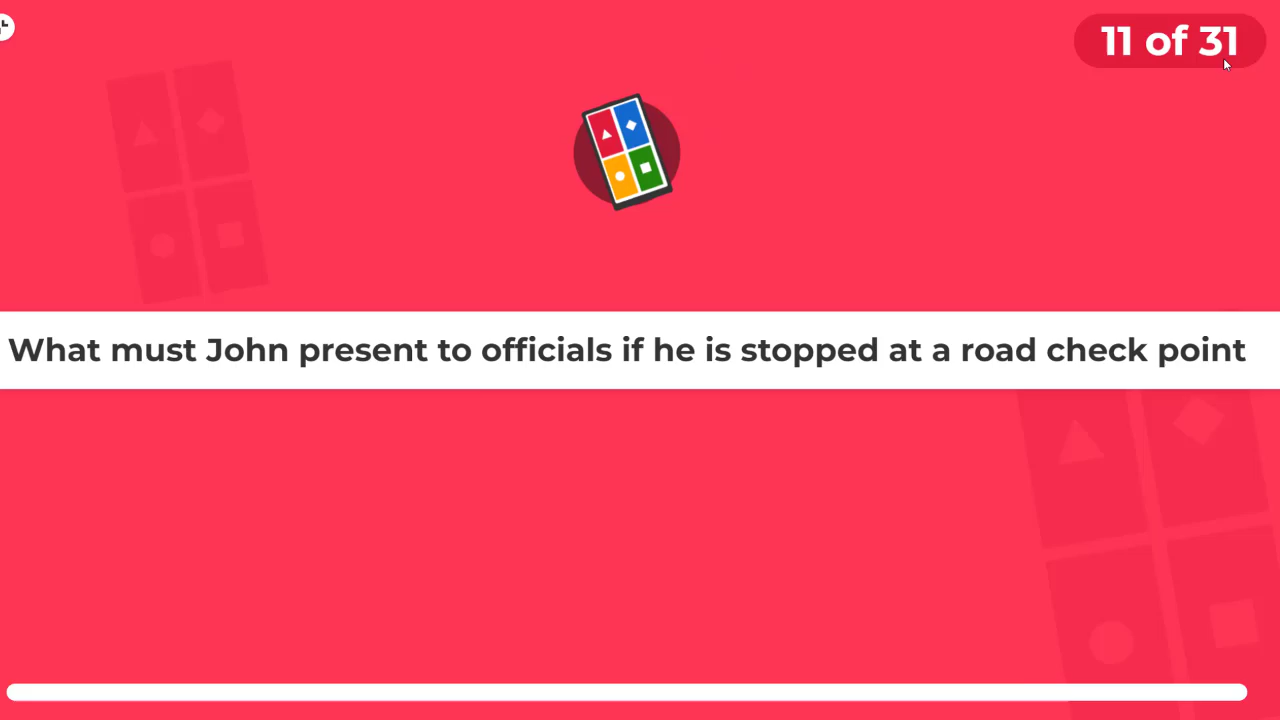 11 of 31
What must John present to officials if he is stopped at a road check point